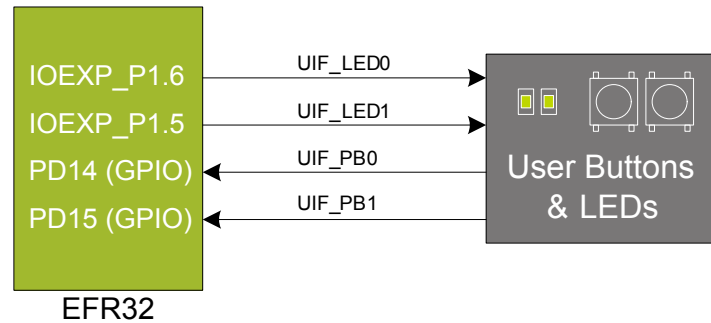 IOEXP_P1.6
IOEXP_P1.5
PD14 (GPIO)
PD15 (GPIO)
EFR32
UIF_LED0
UIF_LED1
UIF_PB0
UIF_PB1
User Buttons
& LEDs